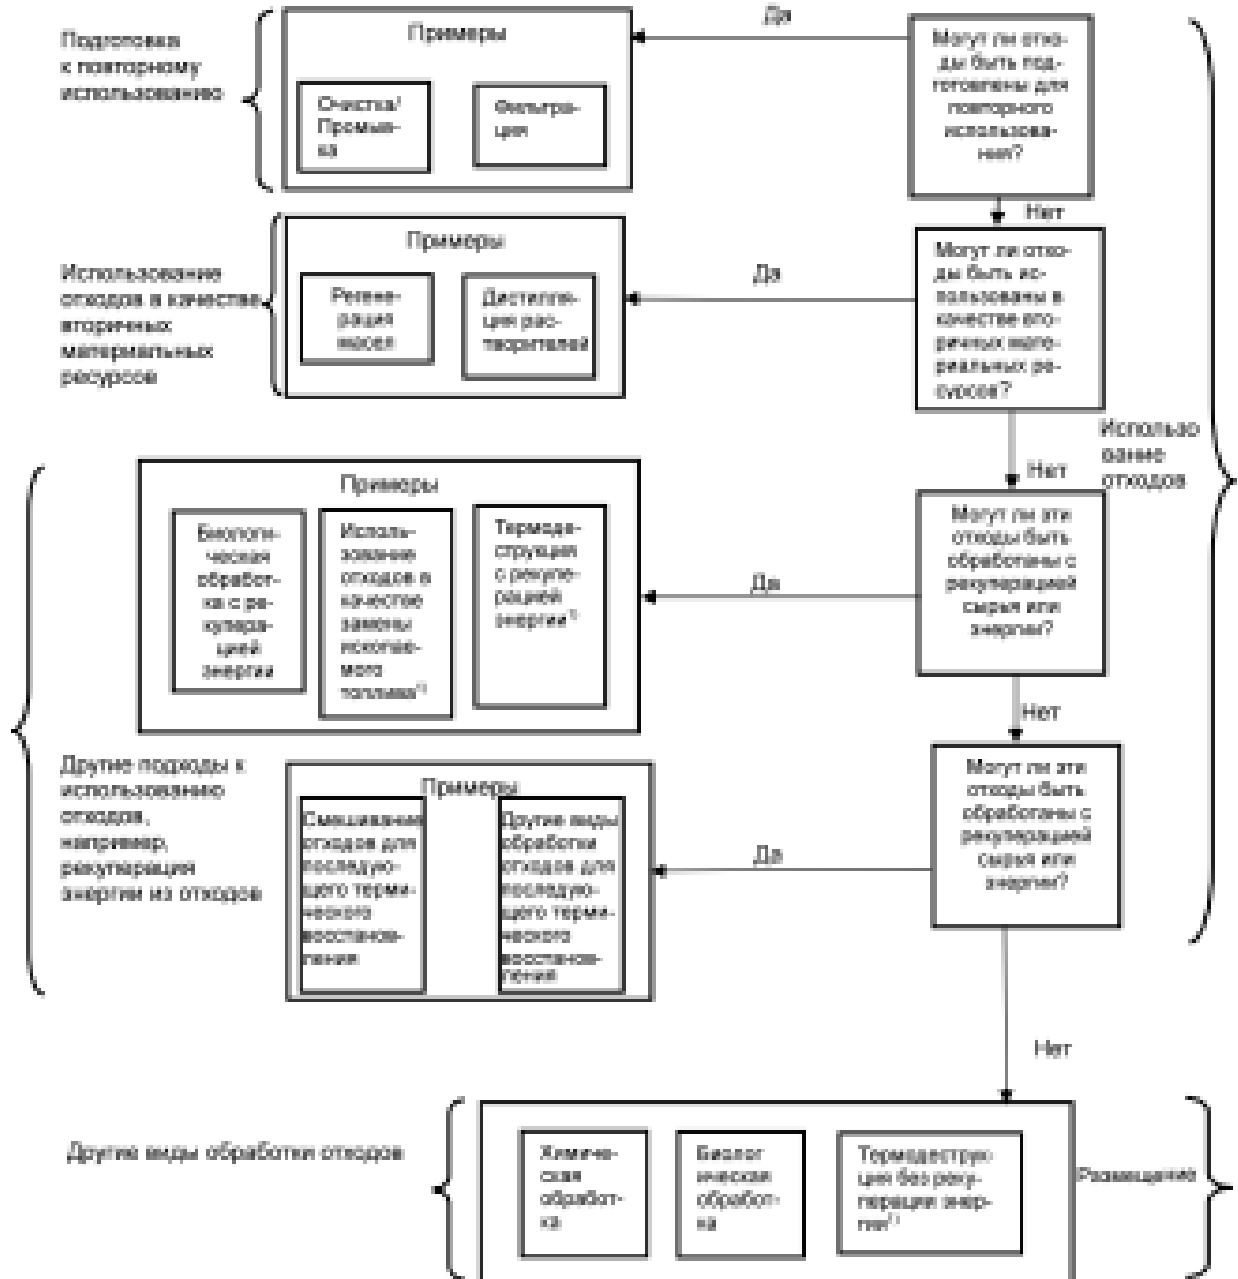 Подготовка
к повторному
использованию
Примеры
Очистка/
Промыв-
ка
Фильтра-
ция
Да
Могут ли отхо-
ды быть под-
готовлены для
повторного
использова-
ния?
Нет
Использование
отходов в качестве
вторичных
материальных
ресурсов
Примеры
Регене-
рация
масел
Дистилля-
ция рас-
творителей
Да
Могут ли отхо-
ды быть ис-
пользованы в
качестве вто-
ричных мате-
риальных ре-
сурсов?
Нет
Использо
вание
отходов
Примеры
Биологи-
ческая
обработ-
ка с ре-
купера-
цией
энергии
Исполь-
зование
отходов в
качестве
замены
ископае-
мого
топлива
Термоде-
струкция
с рекупе-
рацией
энергии
Да
Могут ли эти
отходы быть
обработаны с
рекуперацией
сырья или
энергии?
Нет
Другие подходы к
использованию
отходов,
например,
рекуперация
энергии из отходов
Примеры
Смешивание
отходов для
последую-
щего терми-
ческого
восстанов-
ления
Другие виды
обработки
отходов для
последую-
щего терми-
ческого
восстанов-
ления
Да
Могут ли эти
отходы быть
обработаны с
рекуперацией
сырья или
энергии?
Нет
Другие виды обработки отходов
Химиче-
ская
обработ-
ка
Биолог
ическая
обработ-
ка
Термодеструк
ция без реку-
перации энер-
гии
Размещение